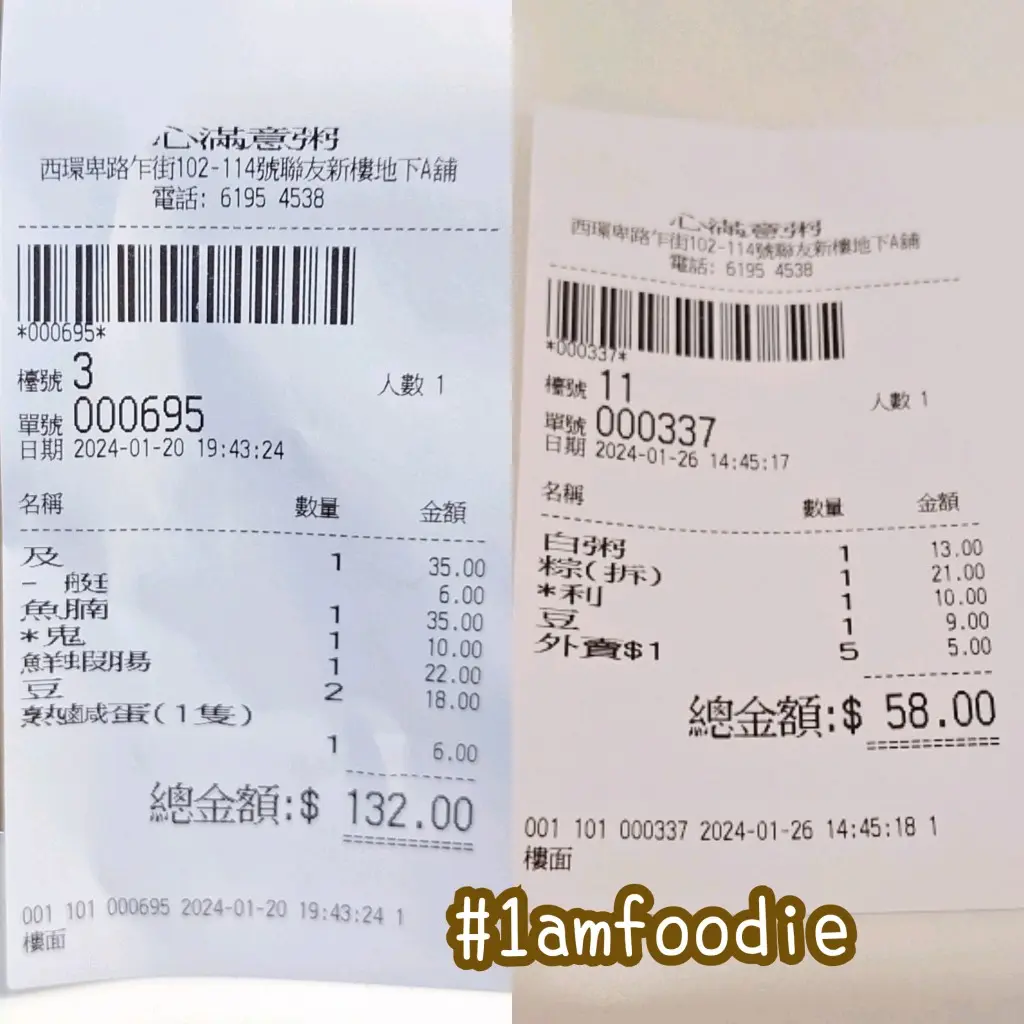 心滿意粥
西環卑路乍街102-114號聯友新樓地下A舖
電話: 6195 4538
*000695*
檯號 3 人數 1
單號 000695
日期 2024-01-20 19:43:24
名稱 數量 金額
及 1 35.00
- 艇 6.00
魚腩 1 35.00
*鬼 1 10.00
鮮蝦腸 1 22.00
豆 2 18.00
熟鹹蛋(1隻)
1 6.00
總金額:$ 132.00
001 101 000695 2024-01-20 19:43:24 1
樓面
心滿意粥
西環卑路乍街102-114號聯友新樓地下A舖
電話: 6195 4538
*000337*
檯號 11 人數 1
單號 000337
日期 2024-01-26 14:45:17
名稱 數量 金額
白粥 1 13.00
粽(拆) 1 21.00
*利 1 10.00
豆 1 9.00
外賣$1 5 5.00
總金額:$ 58.00
001 101 000337 2024-01-26 14:45:18 1
樓面
#1amfoodie